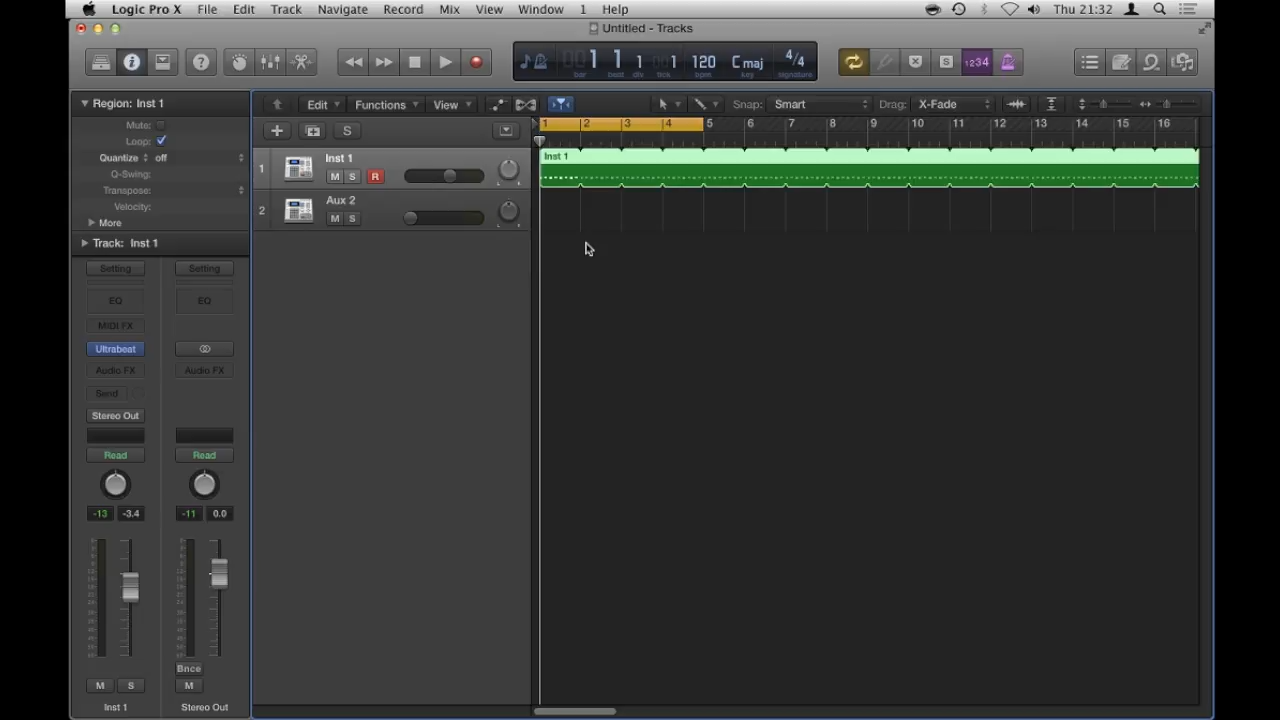 Logic Pro X File Edit Track Navigate Record Mix View Window 1 Help Thu 21:32
Untitled - Tracks
1 1 1 1 120 C maj 4/4 1234
bar beat div tick bpm key signature
Region: Inst 1 Edit Functions View Snap: Smart Drag: X-Fade
Mute:
Loop:
Quantize off
Q-Swing:
Transpose:
Velocity:
More
Track: Inst 1
S
1 2 3 4 5 6 7 8 9 10 11 12 13 14 15 16
1 Inst 1
M S R
Inst 1
2 Aux 2
M S
Setting Setting
EQ EQ
MIDI FX
Ultrabeat
Audio FX Audio FX
Send
Stereo Out
Read Read
-13 -3.4 -11 0.0
Bnce
M S M
Inst 1 Stereo Out